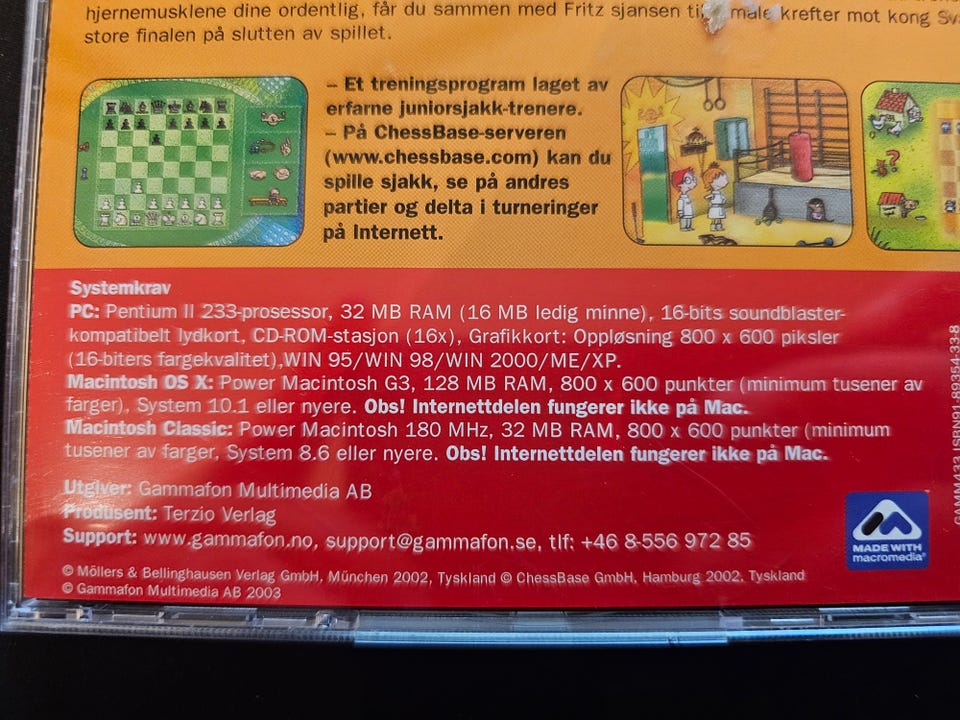 hjernemusklene dine ordentlig, får du sammen med Fritz sjansen til male krefter mot kong
store finalen på slutten av spillet.
– Et treningsprogram laget av
erfarne juniorsjakk-trenere.
– På ChessBase-serveren
(www.chessbase.com) kan du
spille sjakk, se på andres
partier og delta i turneringer
på Internett.
Systemkrav
PC: Pentium II 233-prosessor, 32 MB RAM (16 MB ledig minne), 16-bits soundblaster-
kompatibelt lydkort, CD-ROM-stasjon (16x), Grafikkort: Oppløsning 800 x 600 piksler
(16-biters fargekvalitet),WIN 95/WIN 98/WIN 2000/ME/XP.
Macintosh OS X: Power Macintosh G3, 128 MB RAM, 800 x 600 punkter (minimum tusener av
farger), System 10.1 eller nyere. Obs! Internettdelen fungerer ikke på Mac.
Macintosh Classic: Power Macintosh 180 MHz, 32 MB RAM, 800 x 600 punkter (minimum
tusener av farger, System 8.6 eller nyere. Obs! Internettdelen fungerer ikke på Mac.
Utgiver: Gammafon Multimedia AB
Produsent: Terzio Verlag
Support: www.gammafon.no, support@gammafon.se, tlf: +46 8-556 972 85
© Möllers & Bellinghausen Verlag GmbH, München 2002, Tyskland © ChessBase GmbH, Hamburg 2002, Tyskland
© Gammafon Multimedia AB 2003
MADE WITH
macromedia®
GAMM433 ISBN91-89354-33-8